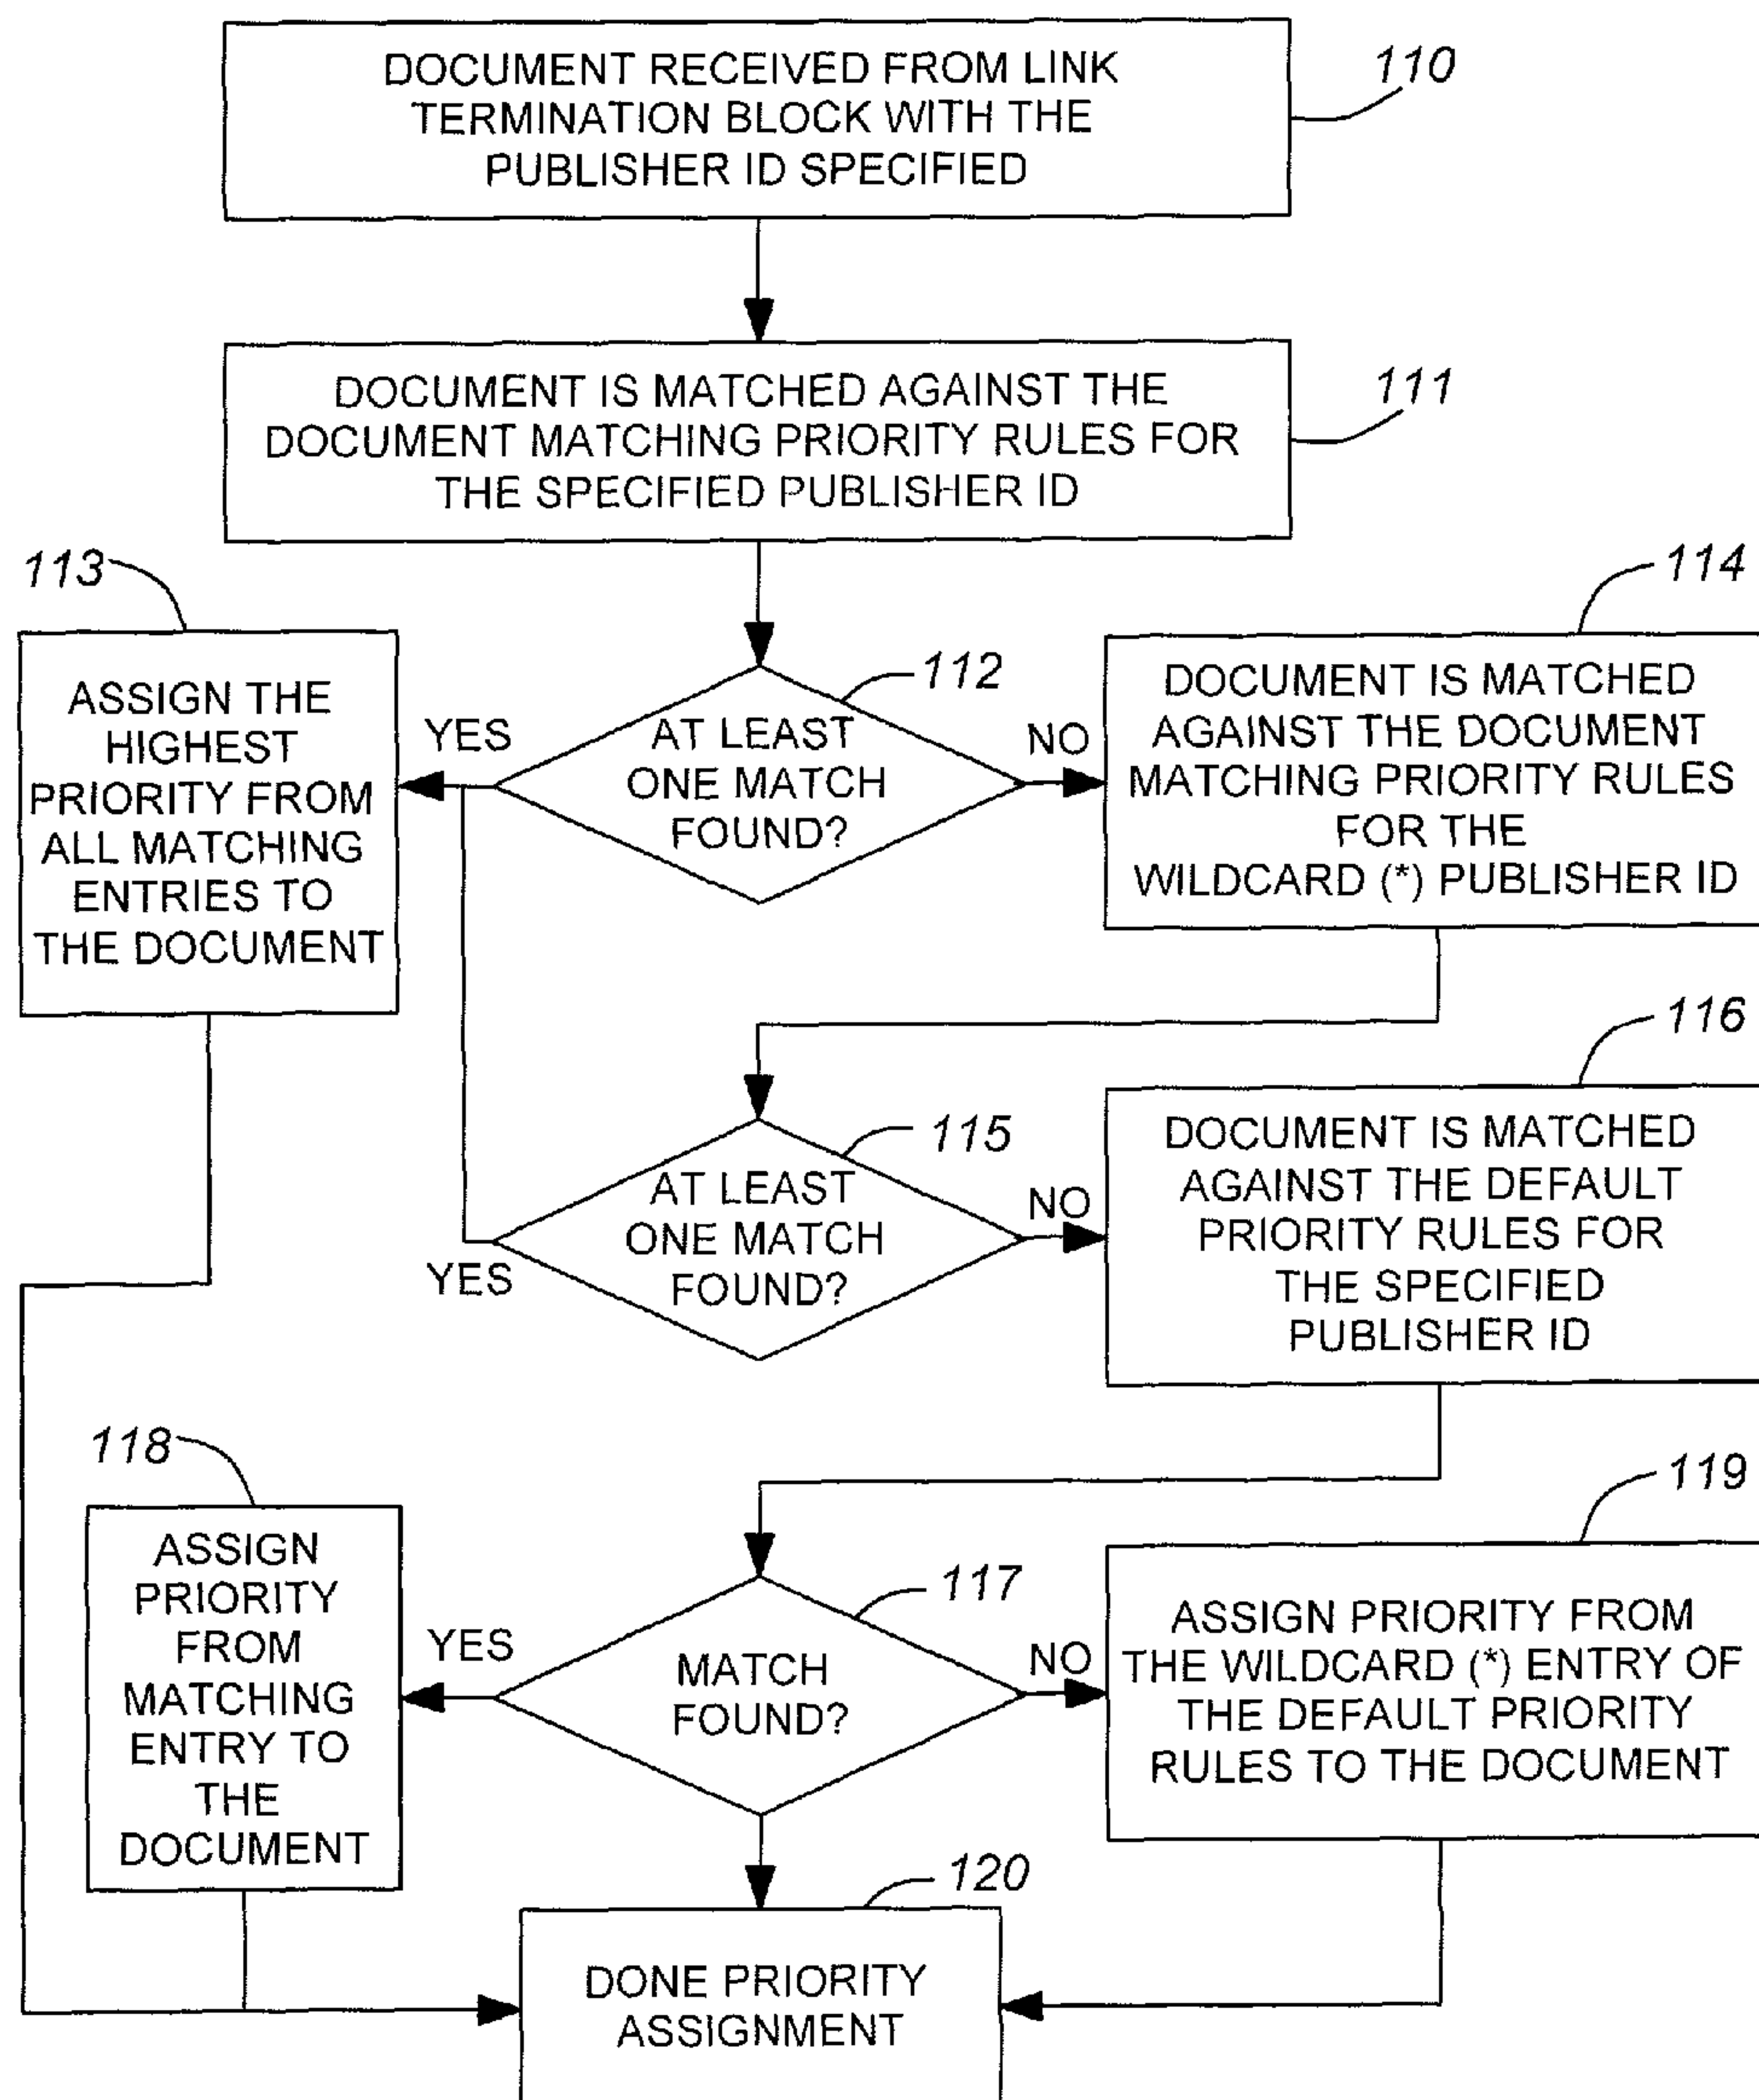 DOCUMENT RECEIVED FROM LINK
TERMINATION BLOCK WITH THE
PUBLISHER ID SPECIFIED
110
DOCUMENT IS MATCHED AGAINST THE
DOCUMENT MATCHING PRIORITY RULES FOR
THE SPECIFIED PUBLISHER ID
111
113
ASSIGN THE
HIGHEST
PRIORITY FROM
ALL MATCHING
ENTRIES TO
THE DOCUMENT
YES
112
AT LEAST
ONE MATCH
FOUND?
NO
114
DOCUMENT IS MATCHED
AGAINST THE DOCUMENT
MATCHING PRIORITY RULES
FOR THE
WILDCARD (*) PUBLISHER ID
115
AT LEAST
ONE MATCH
FOUND?
YES
NO
116
DOCUMENT IS MATCHED
AGAINST THE DEFAULT
PRIORITY RULES FOR
THE SPECIFIED
PUBLISHER ID
118
ASSIGN
PRIORITY
FROM
MATCHING
ENTRY TO
THE
DOCUMENT
YES
117
MATCH
FOUND?
NO
119
ASSIGN PRIORITY FROM
THE WILDCARD (*) ENTRY OF
THE DEFAULT PRIORITY
RULES TO THE DOCUMENT
120
DONE PRIORITY
ASSIGNMENT